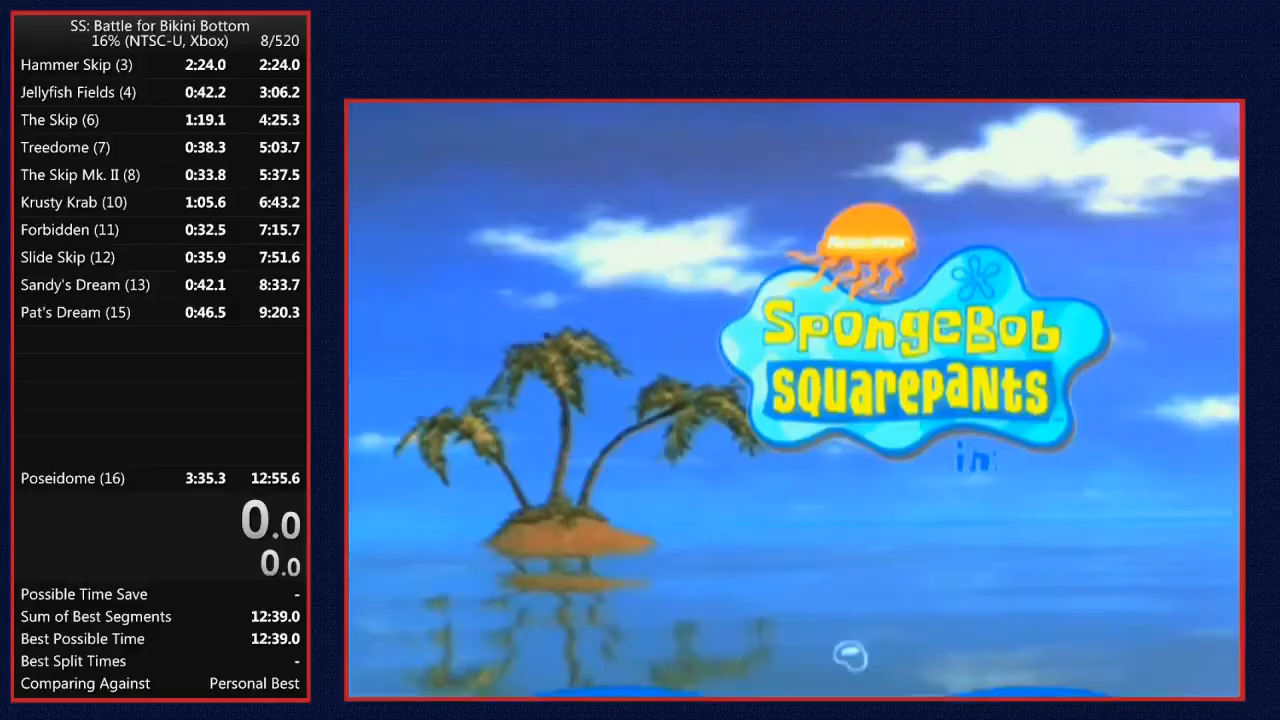 SS: Battle for Bikini Bottom
16% (NTSC-U, Xbox) 8/520
Hammer Skip (3) 2:24.0 2:24.0
Jellyfish Fields (4) 0:42.2 3:06.2
The Skip (6) 1:19.1 4:25.3
Treedome (7) 0:38.3 5:03.7
The Skip Mk. II (8) 0:33.8 5:37.5
Krusty Krab (10) 1:05.6 6:43.2
Forbidden (11) 0:32.5 7:15.7
Slide Skip (12) 0:35.9 7:51.6
Sandy's Dream (13) 0:42.1 8:33.7
Pat's Dream (15) 0:46.5 9:20.3
Poseidome (16) 3:35.3 12:55.6
0.0
0.0
Possible Time Save -
Sum of Best Segments 12:39.0
Best Possible Time 12:39.0
Best Split Times -
Comparing Against Personal Best
SpongeBob
SquarePants
in: